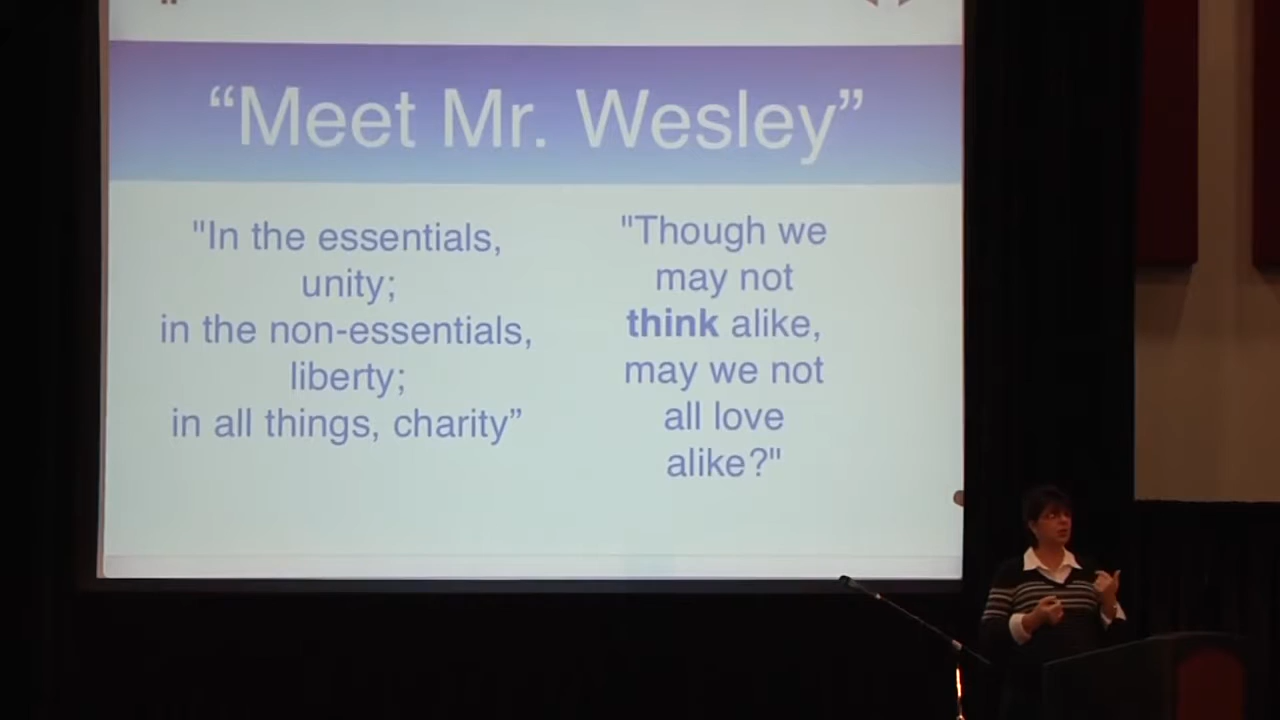 “Meet Mr. Wesley”
"In the essentials,
unity;
in the non-essentials,
liberty;
in all things, charity”
"Though we
may not
think alike,
may we not
all love
alike?"